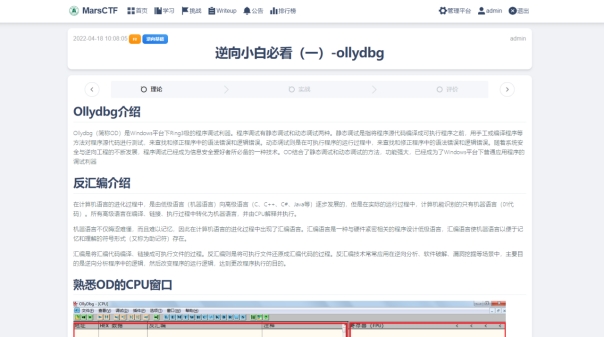 MarsCTF 首页 学习 挑战 Writeup 公告 排行榜 管理平台 admin 退出
2022-04-16 10:06:05 admin
逆向小白必看（一）-ollydbg
理论
Ollydbg介绍
Ollydbg（简称OD）是Windows平台下Ring3级的程序调试利器。程序调试有静态调试和动态调试两种。静态调试是指将程序源代码编译成可执行程序之前，用手工或编译程序等
方法对程序源代码进行测试，来查找和修正程序中的语法错误和逻辑错误。动态调试则是在可执行程序的运行过程中，来查找和修正程序中的语法错误和逻辑错误。随着系统安
全与逆向工程的不断发展，程序调试已经成为信息安全爱好者所必备的一种技术。OD结合了静态调试和动态调试的方法，功能强大，已经成为了Windows平台下普通应用程序的
调试利器
反汇编介绍
在计算机语言的进化过程中，是由低级语言（机器语言）向高级语言（C、C++、C#、Java等）逐步发展的，但是在实际的运行过程中，计算机能识别的只有机器语言（01代
码）。所有高级语言在编译、链接、执行过程中转化为机器语言，并由CPU解释并执行。
机器语言不仅晦涩难懂，而且难以记忆，因此在计算机语言的进化过程中出现了汇编语言。汇编语言是一种与硬件紧密相关的程序设计低级语言，汇编语言使机器语言以便于记
忆和理解的符号形式（又称为助记符）存在。
汇编是将汇编代码编译、链接成可执行文件的过程。反汇编则是将可执行文件还原成汇编代码的过程。反汇编技术常常应用在逆向分析、软件破解、漏洞挖掘等场景中，主要目
的是逆向分析程序中的逻辑，然后改变程序的运行逻辑，达到更改程序执行的目的。
熟悉OD的CPU窗口
OllyDbg - [CPU]
地址 HEX 数据 反汇编 注释 寄存器 (FPU)